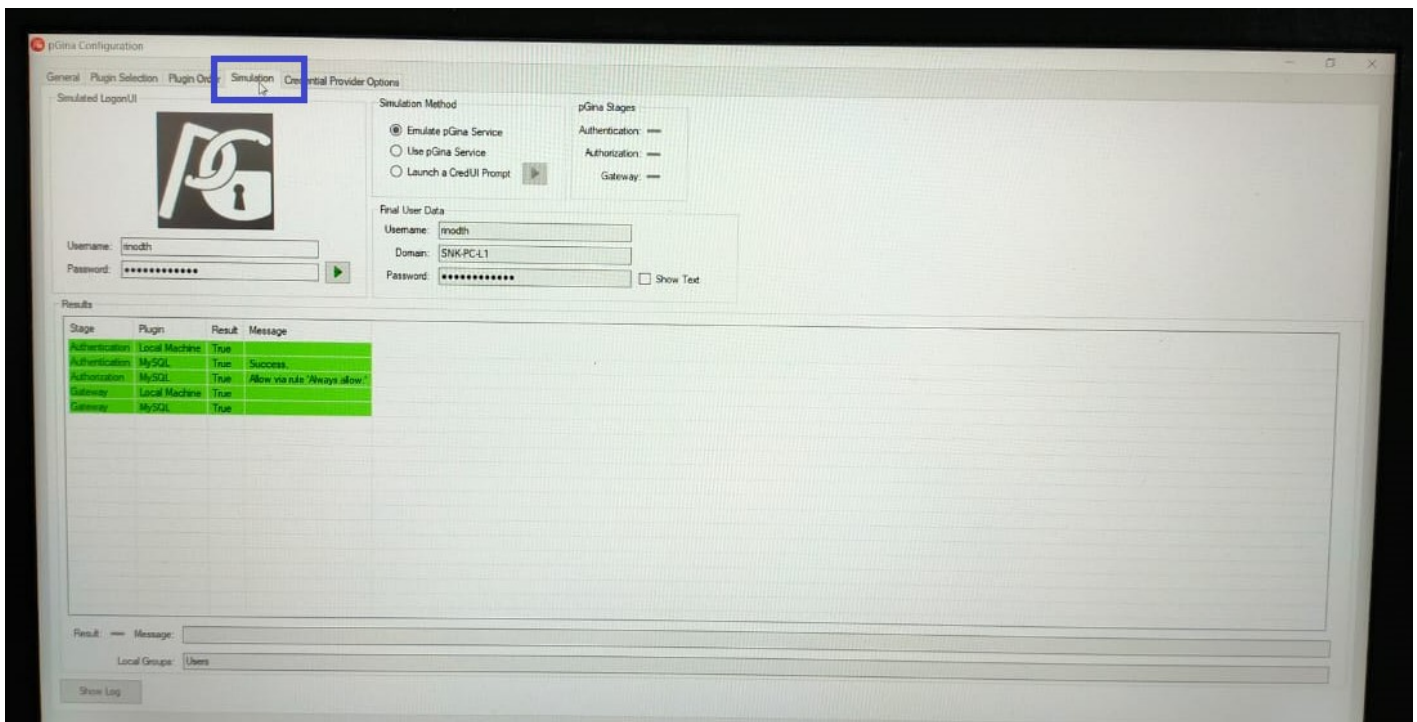 pGina Configuration
General Plugin Selection Plugin Order Simulation Credential Provider Options
Simulated LogonUI
Username: rinodth
Password: ••••••••••••
Simulation Method
Emulate pGina Service
Use pGina Service
Launch a CredUI Prompt
pGina Stages
Authentication:
Authorization:
Gateway:
Final User Data
Username: rinodth
Domain: SNK-PC-L1
Password: •••••••••••• Show Text
Results
Stage Plugin Result Message
Authentication Local Machine True
Authentication MySQL True Success.
Authorization MySQL True Allow via rule 'Always allow.'
Gateway Local Machine True
Gateway MySQL True
Result: Message:
Local Groups: Users
Show Log